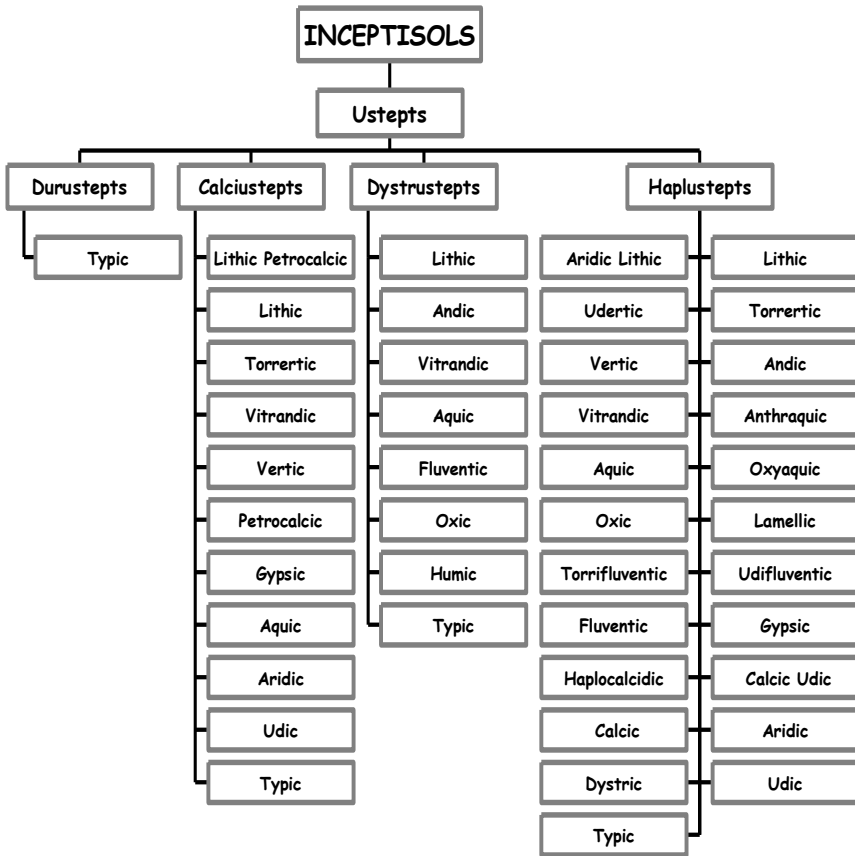 INCEPTISOLS
Ustepts
Durustepts
Calciustepts
Dystrustepts
Haplustepts
Typic
Lithic Petrocalcic
Lithic
Torrertic
Vitrandic
Vertic
Petrocalcic
Gypsic
Aquic
Aridic
Udic
Typic
Lithic
Andic
Vitrandic
Aquic
Fluventic
Oxic
Humic
Typic
Aridic Lithic
Lithic
Udertic
Torrertic
Vertic
Andic
Vitrandic
Anthraquic
Aquic
Oxyaquic
Oxic
Lamellic
Torrifluventic
Udifluventic
Fluventic
Gypsic
Haplocalcidic
Calcic Udic
Calcic
Aridic
Dystric
Udic
Typic